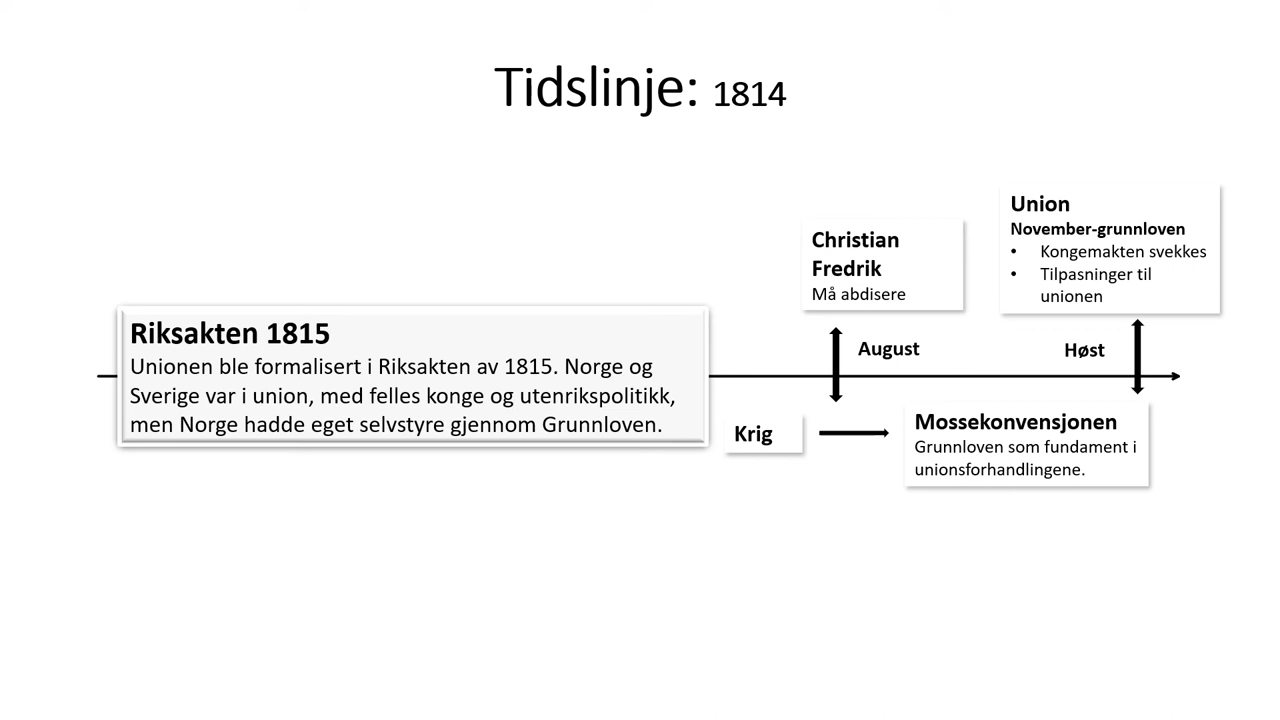 Tidslinje: 1814
Riksakten 1815
Unionen ble formalisert i Riksakten av 1815. Norge og
Sverige var i union, med felles konge og utenrikspolitikk,
men Norge hadde eget selvstyre gjennom Grunnloven.
Christian
Fredrik
Må abdisere
August
Krig
Mossekonvensjonen
Grunnloven som fundament i
unionsforhandlingene.
Union
November-grunnloven
• Kongemakten svekkes
• Tilpasninger til
unionen
Høst